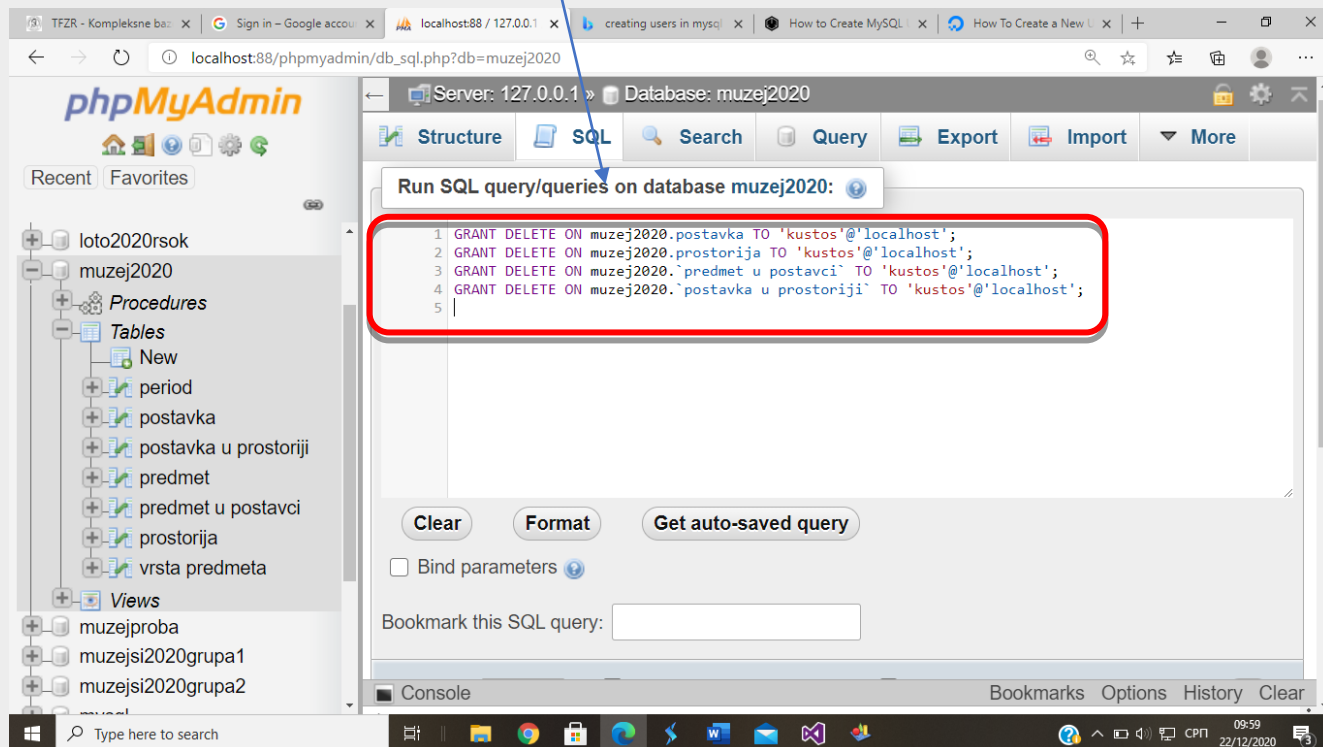 TFZR - Kompleksne baz
Sign in – Google accou
localhost:88 / 127.0.0.1
creating users in mysq
How to Create MySQL
How To Create a New U
localhost:88/phpmyadmin/db_sql.php?db=muzej2020
phpMyAdmin
Recent Favorites
loto2020rsok
muzej2020
Procedures
Tables
New
period
postavka
postavka u prostoriji
predmet
predmet u postavci
prostorija
vrsta predmeta
Views
muzejproba
muzejsi2020grupa1
muzejsi2020grupa2
Server: 127.0.0.1 » Database: muzej2020
Structure SQL Search Query Export Import More
Run SQL query/queries on database muzej2020:
1 GRANT DELETE ON muzej2020.postavka TO 'kustos'@'localhost';
2 GRANT DELETE ON muzej2020.prostorija TO 'kustos'@'localhost';
3 GRANT DELETE ON muzej2020.`predmet u postavci` TO 'kustos'@'localhost';
4 GRANT DELETE ON muzej2020.`postavka u prostoriji` TO 'kustos'@'localhost';
5
Clear Format Get auto-saved query
Bind parameters
Bookmark this SQL query:
Console Bookmarks Options History Clear
Type here to search
СРП
09:59
22/12/2020
3